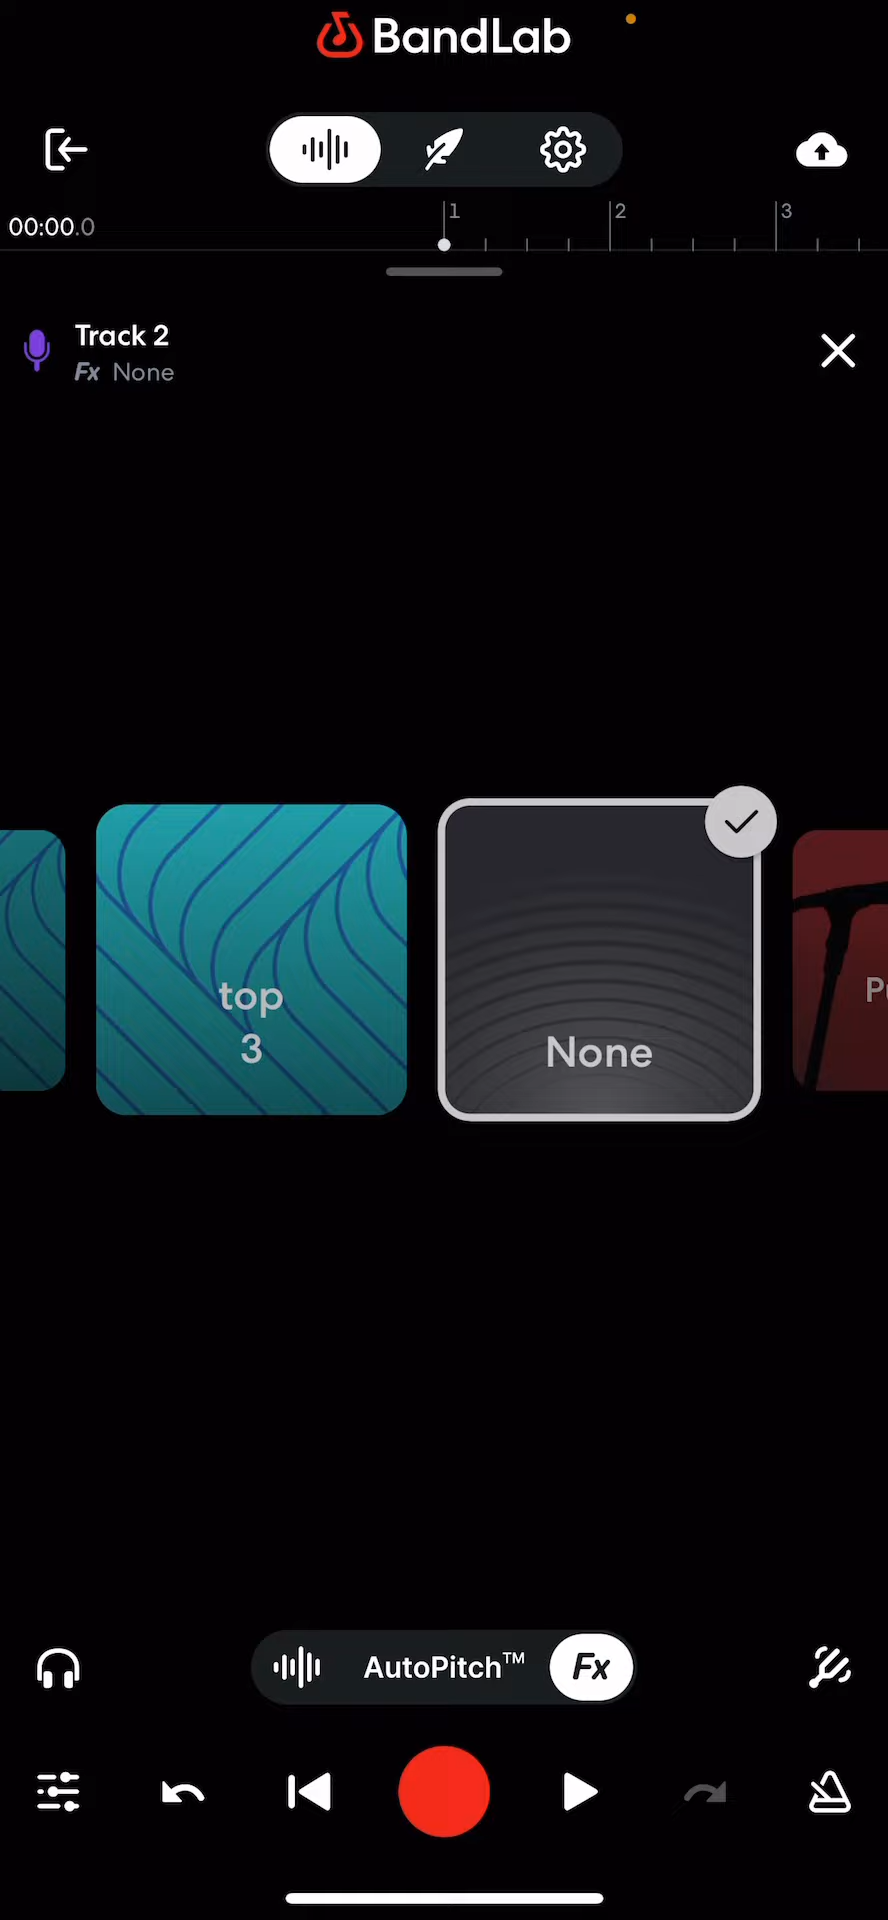 BandLab
00:00.0
1
2
3
Track 2
Fx None
top
3
None
AutoPitch™
Fx